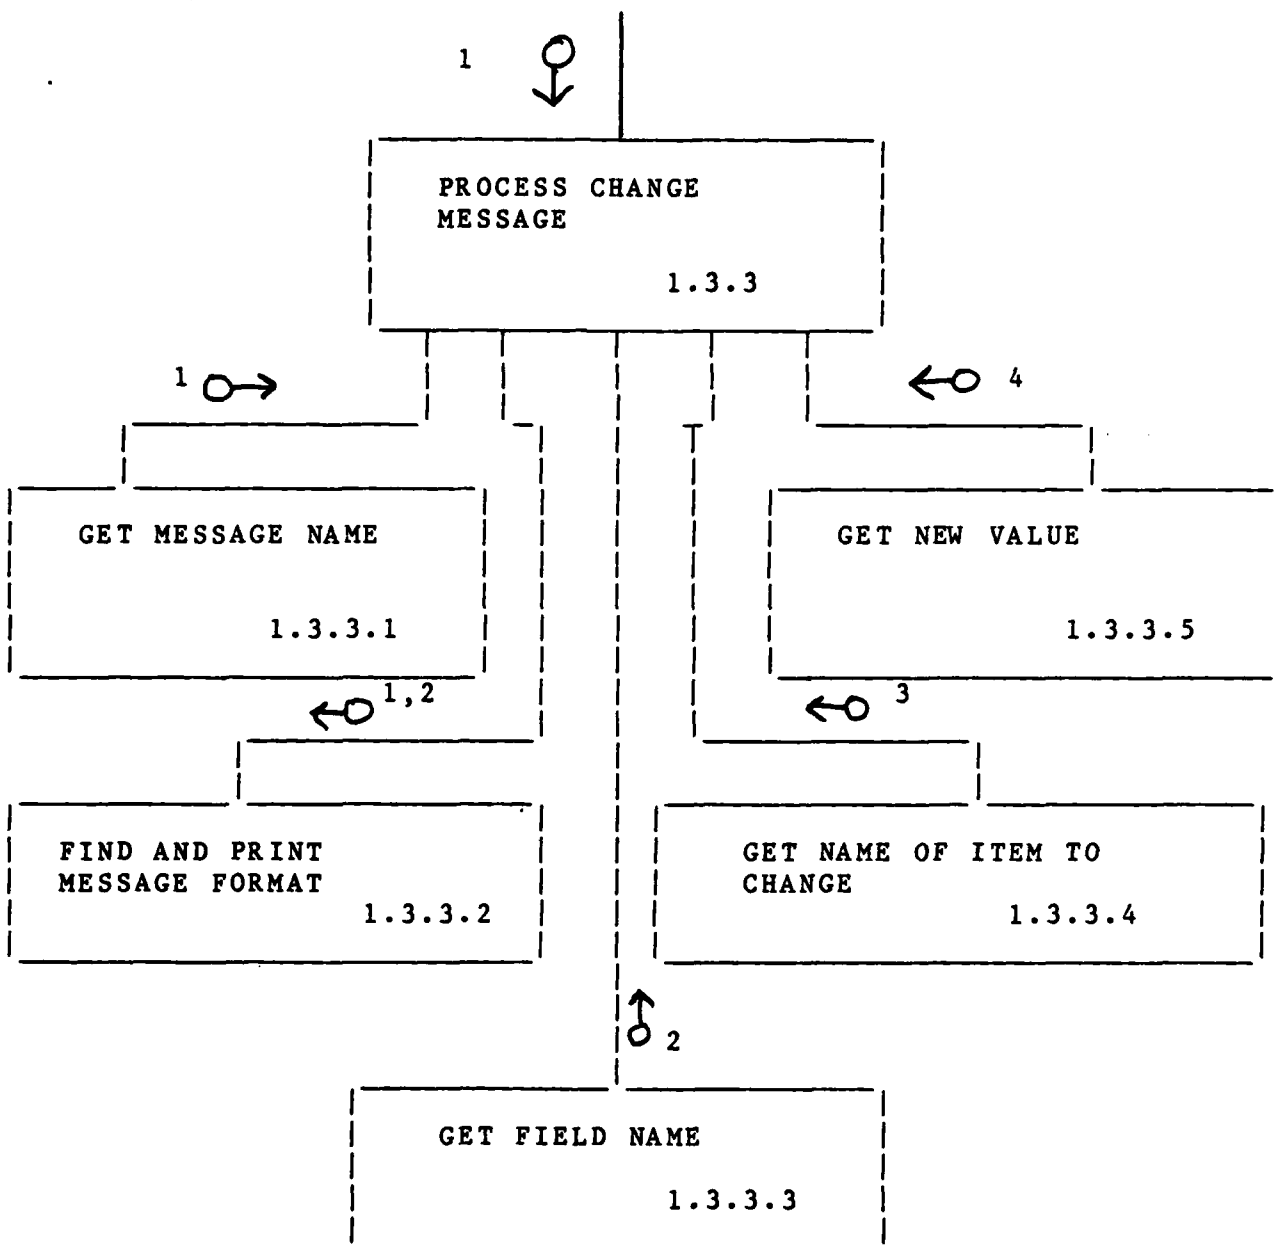 1
PROCESS CHANGE
MESSAGE
1.3.3
1
4
GET MESSAGE NAME
1.3.3.1
GET NEW VALUE
1.3.3.5
1,2
3
FIND AND PRINT
MESSAGE FORMAT
1.3.3.2
GET NAME OF ITEM TO
CHANGE
1.3.3.4
2
GET FIELD NAME
1.3.3.3